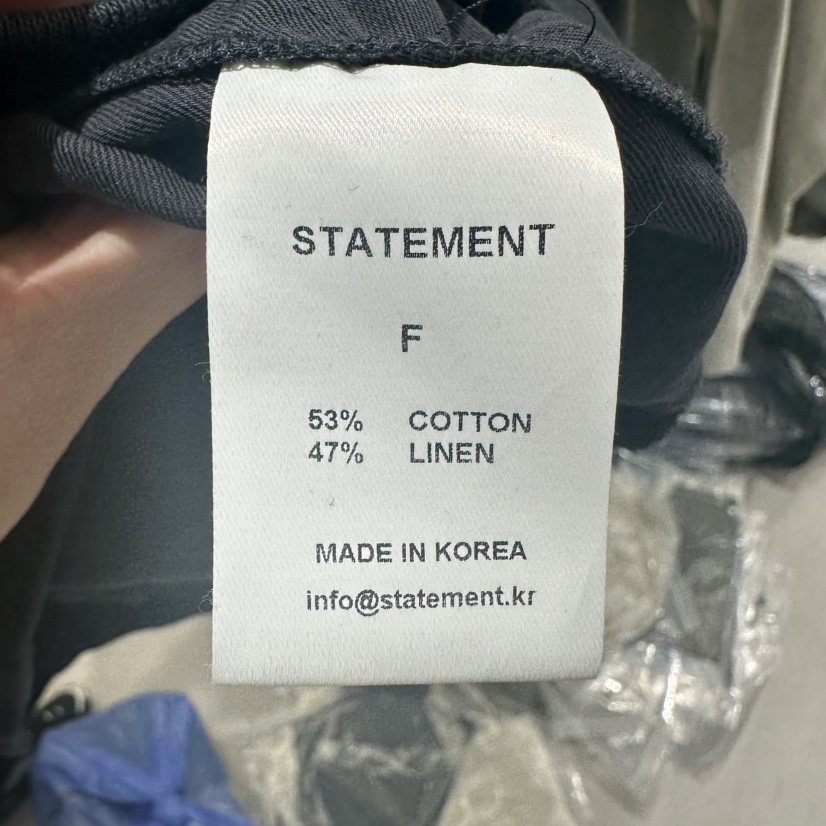 STATEMENT
F
53% COTTON
47% LINEN
MADE IN KOREA
info@statement.kr